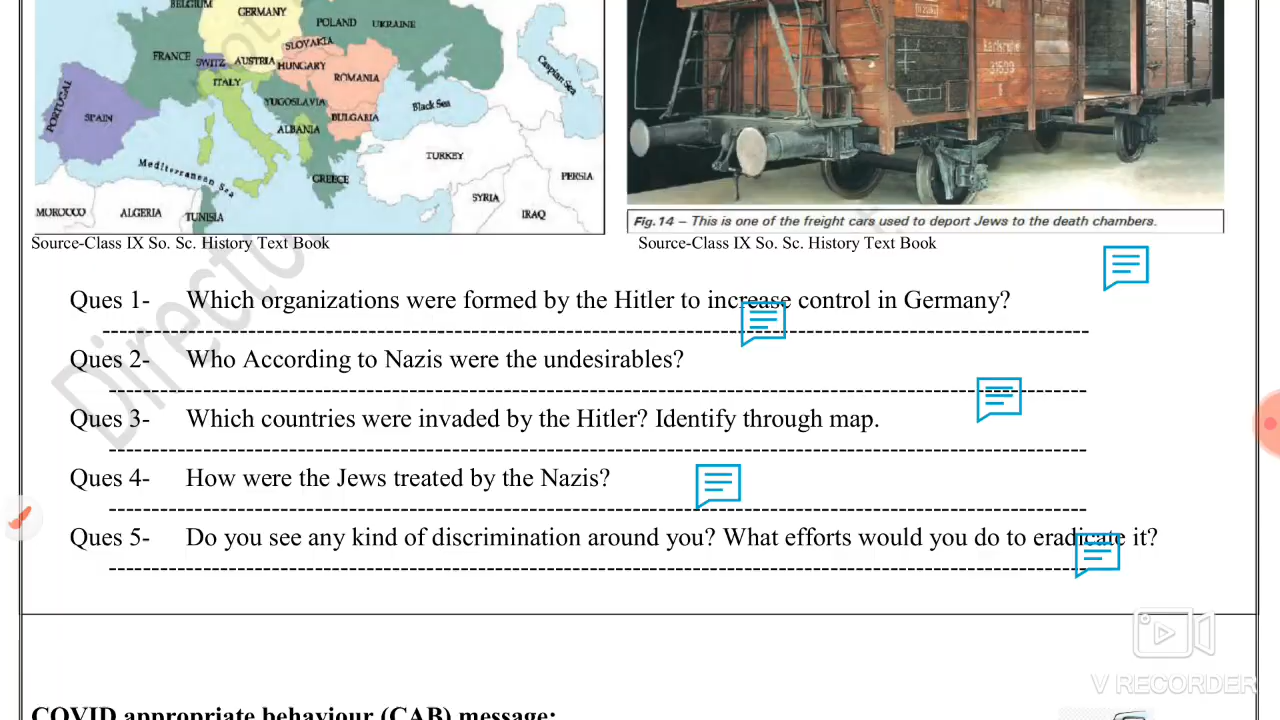 BELGIUM
GERMANY
POLAND
UKRAINE
SLOVAKIA
FRANCE
SWITZ
AUSTRIA
HUNGARY
ROMANIA
ITALY
Caspian Sea
PORTUGAL
SPAIN
YUGOSLAVIA
Black Sea
BULGARIA
ALBANIA
Mediterranean Sea
TURKEY
GREECE
PERSIA
SYRIA
MOROCCO
ALGERIA
TUNISIA
IRAQ
Karlsruhe
31599
Fig.14 – This is one of the freight cars used to deport Jews to the death chambers.
Source-Class IX So. Sc. History Text Book
Source-Class IX So. Sc. History Text Book
Ques 1- Which organizations were formed by the Hitler to increase control in Germany?
Ques 2- Who According to Nazis were the undesirables?
Ques 3- Which countries were invaded by the Hitler? Identify through map.
Ques 4- How were the Jews treated by the Nazis?
Ques 5- Do you see any kind of discrimination around you? What efforts would you do to eradicate it?
V RECORDER
COVID appropriate behaviour (CAB) message: